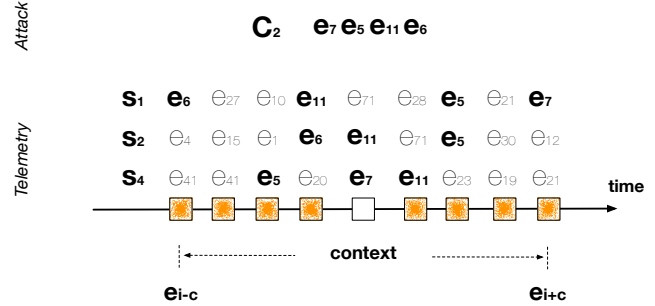 Attack
C2 e7 e5 e11 e6
Telemetry
s1 e6 e27 e10 e11 e71 e28 e5 e21 e7
s2 e4 e15 e1 e6 e11 e71 e5 e30 e12
s4 e41 e41 e5 e20 e7 e11 e23 e19 e21
time
context
ei-c ei+c